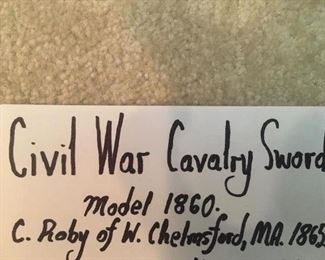 Civil War Cavalry Sword
Model 1860.
C. Roby of W. Chelmsford, MA. 1865